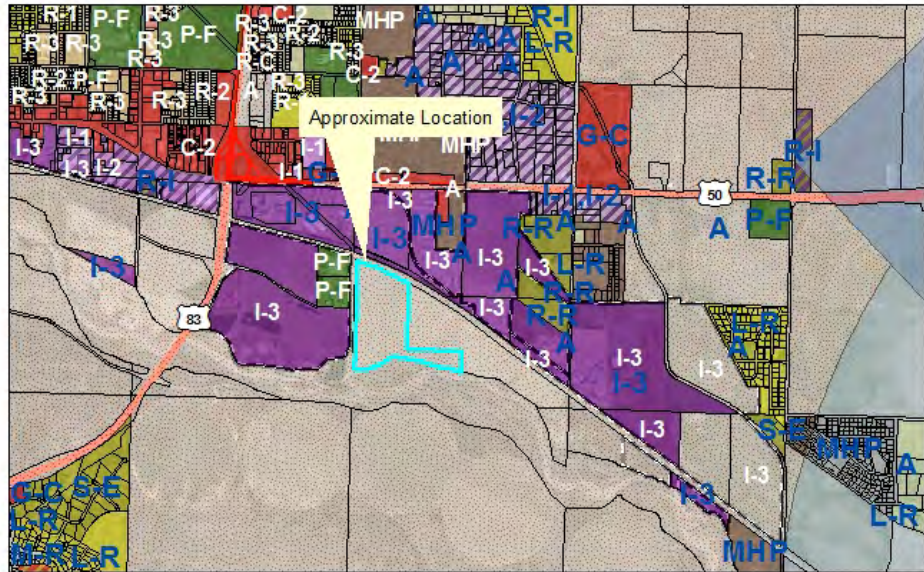 R-1
R-3
C-2
MHP
A
R-I
P-F
R-3
R-3
R-3
P-F
R-3
R-3
R-2
A A
L-R
R-3
R-C
R-3
A
A
R-2 P-F
R-3
R-3
R-3
R-2
A
C-2
A
Approximate Location
I-2
G-C
I-1
I-3
C-2
I-1
MHP
R-I
I-3
I-2
I-1
C-2
A
I-1,I-2
R-R
50
R-I
I-3
I-3
I-3
MHP
R-R
A
A
P-F
A
A
I-3
P-F
I-3
I-3
L-R
I-3
A
R-R
P-F
I-3
I-3
R-R
83
A
L-R
I-3
I-3
I-3
A
I-3
I-3
S-E
MHP
G-C
S-E
I-3
A
L-R
I-3
L-R
M-R
L-R
MHP